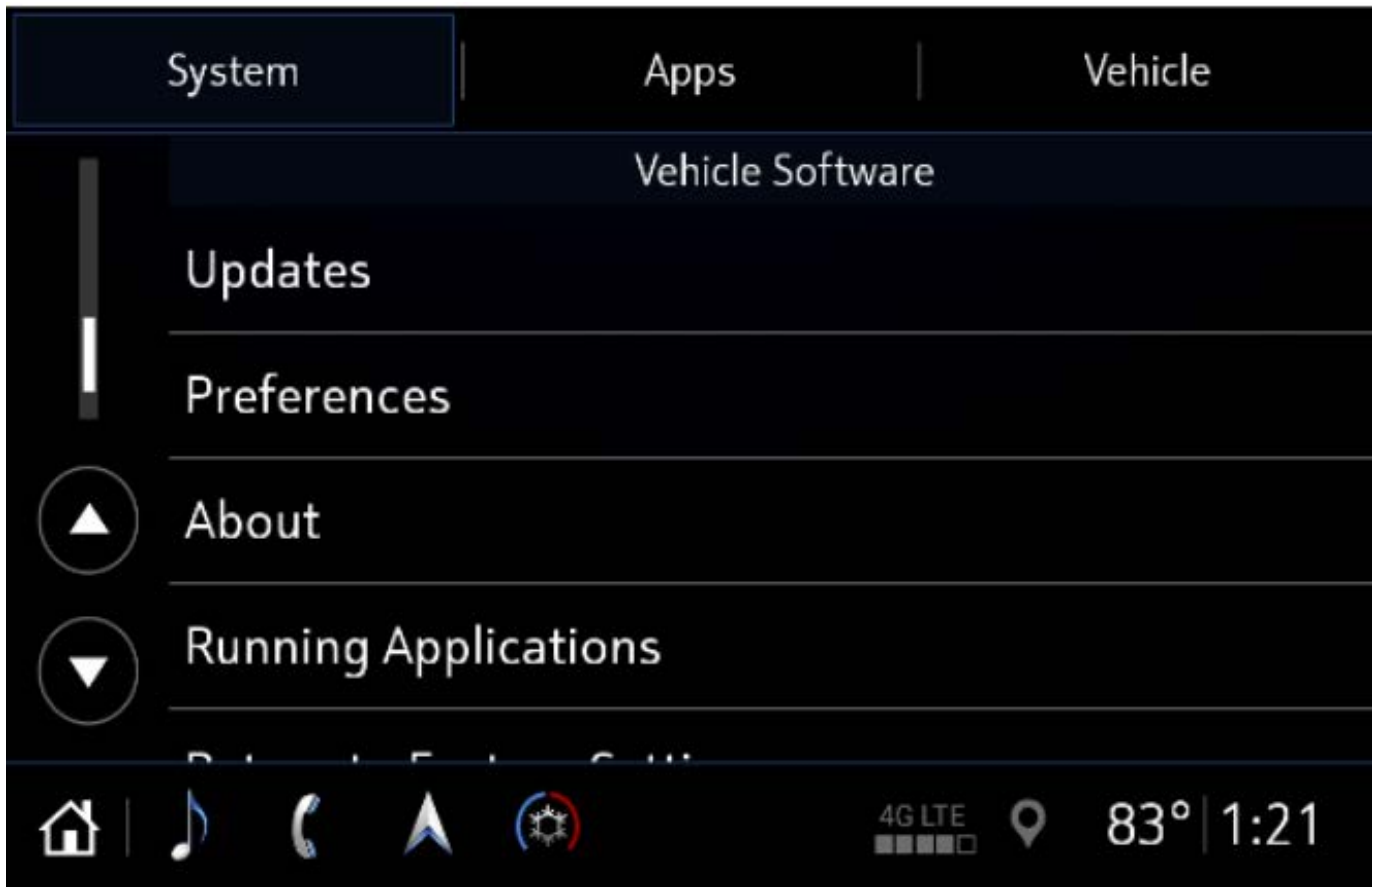 System
Apps
Vehicle
Vehicle Software
Updates
Preferences
About
Running Applications
4G LTE
83° 1:21